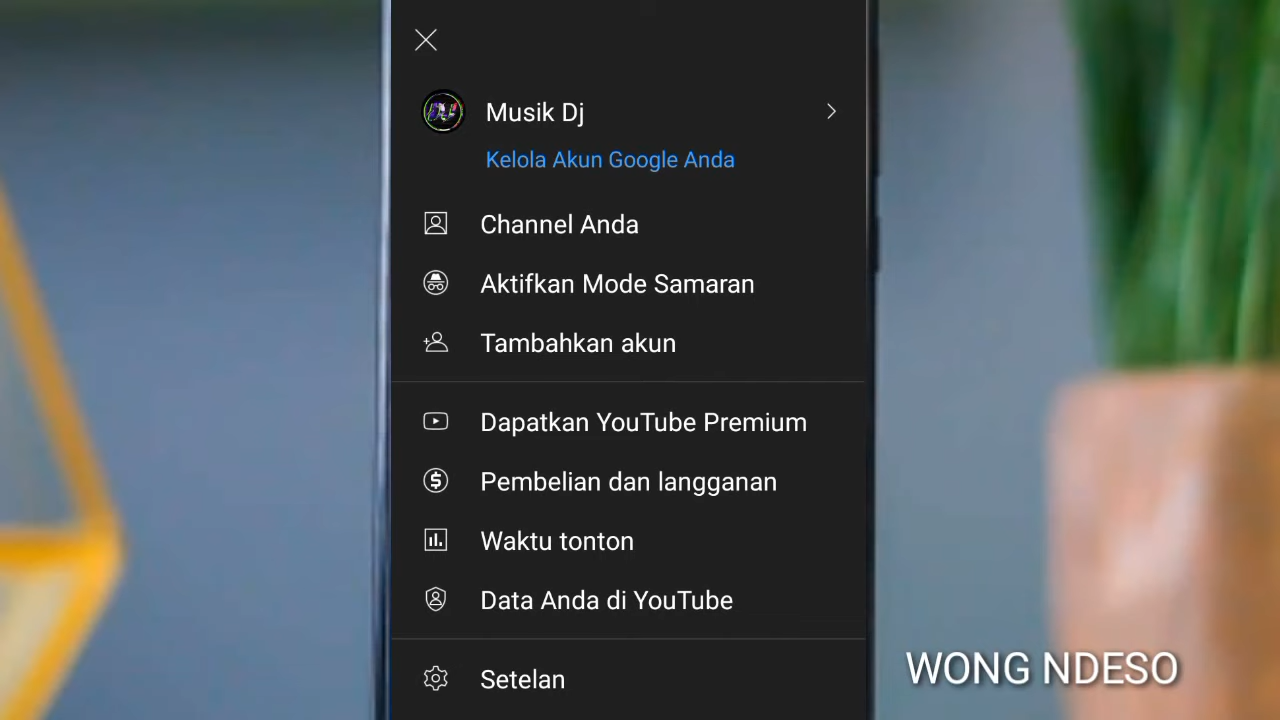 Musik Dj
Kelola Akun Google Anda
Channel Anda
Aktifkan Mode Samaran
Tambahkan akun
Dapatkan YouTube Premium
Pembelian dan langganan
Waktu tonton
Data Anda di YouTube
Setelan
WONG NDESO